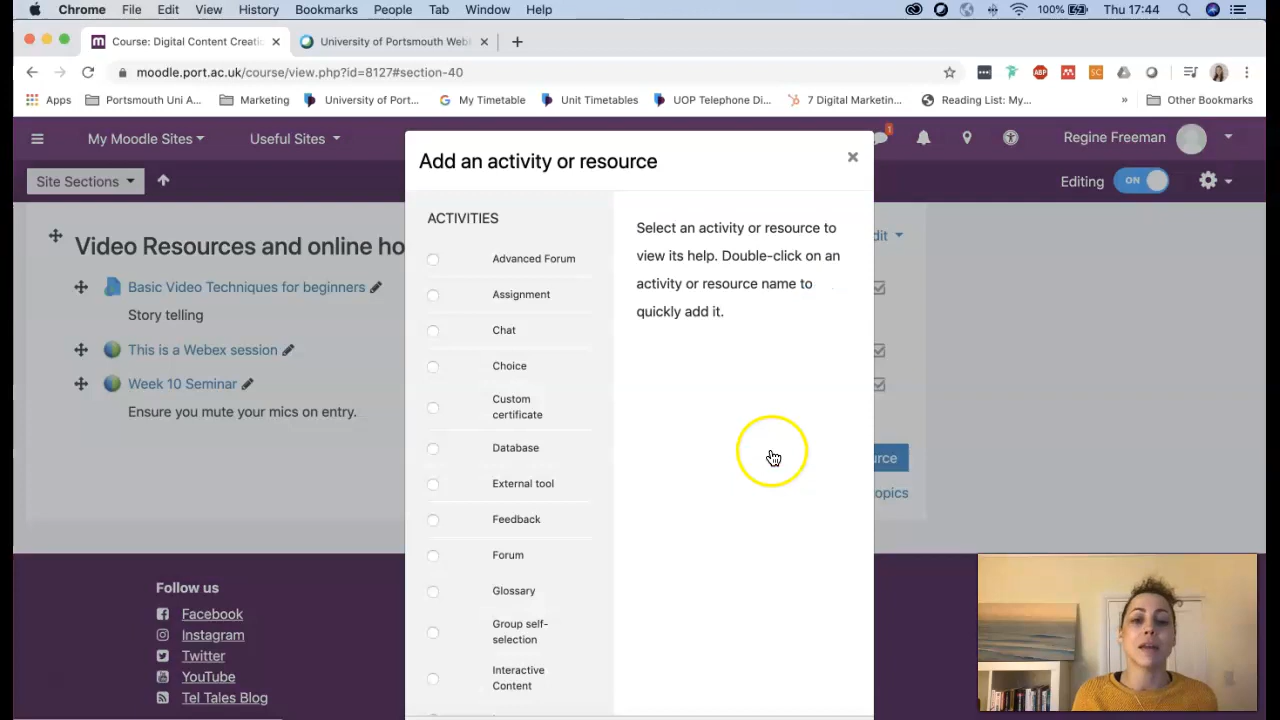 Chrome File Edit View History Bookmarks People Tab Window Help 100% Thu 17:44
Course: Digital Content Creatio University of Portsmouth Web
moodle.port.ac.uk/course/view.php?id=8127#section-40
Apps Portsmouth Uni A... Marketing University of Port... My Timetable Unit Timetables UOP Telephone Di... 7 Digital Marketin... Reading List: My... » Other Bookmarks
My Moodle Sites Useful Sites 1 Regine Freeman
Site Sections Editing ON
Add an activity or resource
ACTIVITIES
Advanced Forum
Assignment
Chat
Choice
Custom
certificate
Database
External tool
Feedback
Forum
Glossary
Group self-
selection
Interactive
Content
Select an activity or resource to
view its help. Double-click on an
activity or resource name to
quickly add it.
Video Resources and online ho
dit
Basic Video Techniques for beginners
Story telling
This is a Webex session
Week 10 Seminar
Ensure you mute your mics on entry.
urce
opics
Follow us
Facebook
Instagram
Twitter
YouTube
Tel Tales Blog